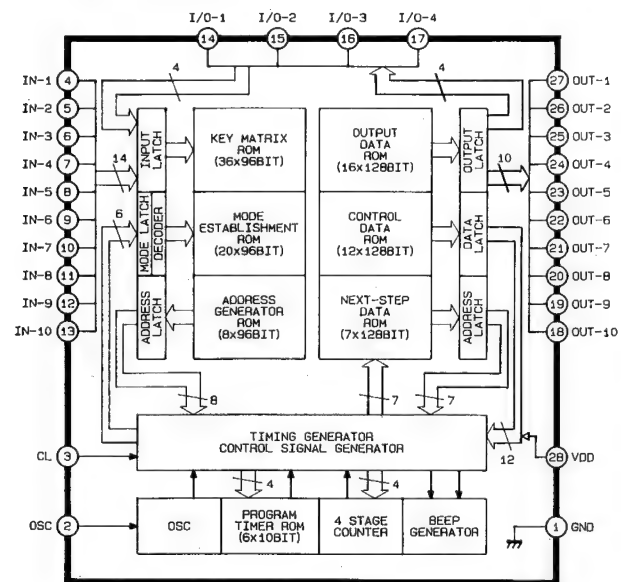 I/O-1 I/O-2 I/O-3 I/O-4
14 15 16 17
4 4
IN-1 4
IN-2 5
IN-3 6
IN-4 7
IN-5 8
IN-6 9
IN-7 10
IN-8 11
IN-9 12
IN-10 13
14
6
INPUT
LATCH
MODE LATCH
DECODER
ADDRESS
LATCH
KEY MATRIX
ROM
(36x96BIT)
MODE
ESTABLISHMENT
ROM
(20x96BIT)
ADDRESS
GENERATOR
ROM
(8x96BIT)
OUTPUT
DATA
ROM
(16x128BIT)
CONTROL
DATA
ROM
(12x128BIT)
NEXT-STEP
DATA
ROM
(7x128BIT)
OUTPUT
LATCH
DATA
LATCH
ADDRESS
LATCH
10
27 OUT-1
26 OUT-2
25 OUT-3
24 OUT-4
23 OUT-5
22 OUT-6
21 OUT-7
20 OUT-8
19 OUT-9
18 OUT-10
8 7 7
TIMING GENERATOR
CONTROL SIGNAL GENERATOR
12
CL 3
28 VDD
4 4
OSC 2
OSC
PROGRAM
TIMER ROM
(6x10BIT)
4 STAGE
COUNTER
BEEP
GENERATOR
1 GND